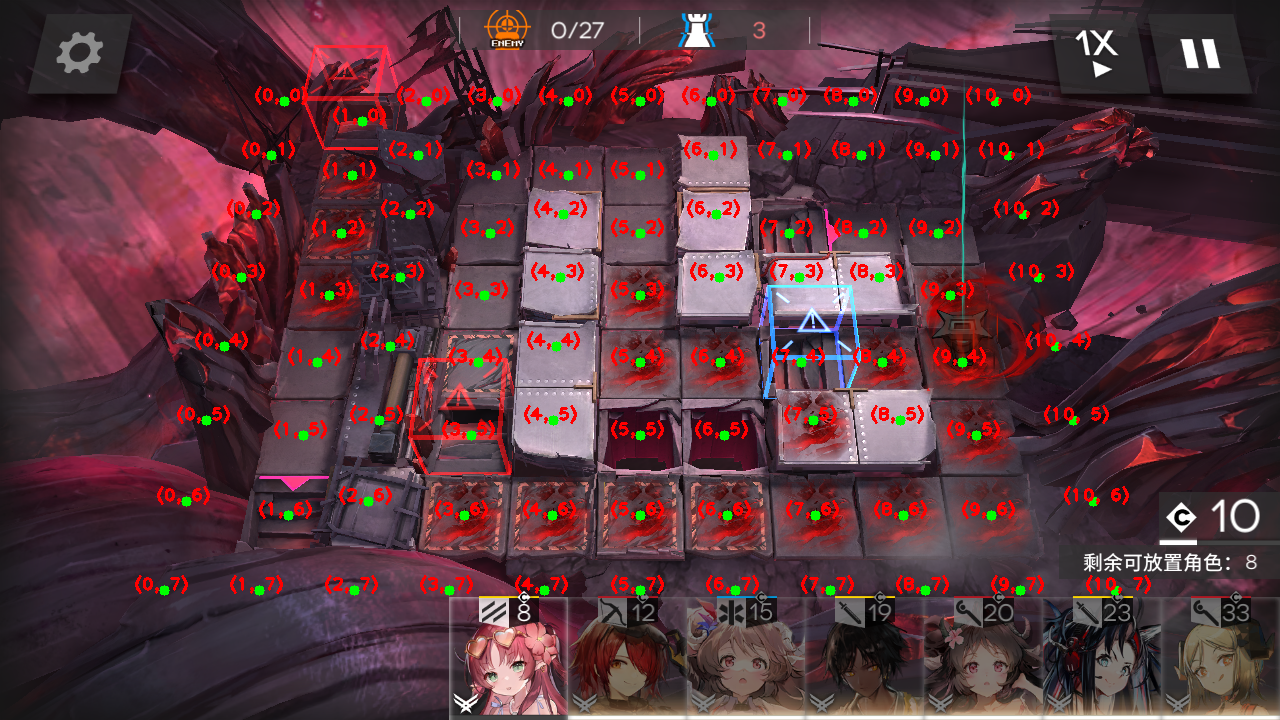 ENEMY 0/27 3 1X
(0, 0) (1, 0) (2, 0) (3, 0) (4, 0) (5, 0) (6, 0) (7, 0) (8, 0) (9, 0) (10, 0)
(0, 1) (1, 1) (2, 1) (3, 1) (4, 1) (5, 1) (6, 1) (7, 1) (8, 1) (9, 1) (10, 1)
(0, 2) (1, 2) (2, 2) (3, 2) (4, 2) (5, 2) (6, 2) (7, 2) (8, 2) (9, 2) (10, 2)
(0, 3) (1, 3) (2, 3) (3, 3) (4, 3) (5, 3) (6, 3) (7, 3) (8, 3) (9, 3) (10, 3)
(0, 4) (1, 4) (2, 4) (3, 4) (4, 4) (5, 4) (5, 4) (7, 4) (8, 4) (9, 4) (10, 4)
(0, 5) (1, 5) (2, 5) (3, 5) (4, 5) (5, 5) (6, 5) (7, 5) (8, 5) (9, 5) (10, 5)
(0, 6) (1, 6) (2, 6) (3, 6) (4, 6) (5, 6) (6, 6) (7, 6) (8, 6) (9, 6) (10, 6)
C 10
剩余可放置角色：8
(0, 7) (1, 7) (2, 7) (3, 7) (4, 7) (5, 7) (6, 7) (7, 7) (8, 7) (9, 7) (10, 7)
8 12 15 19 20 23 33